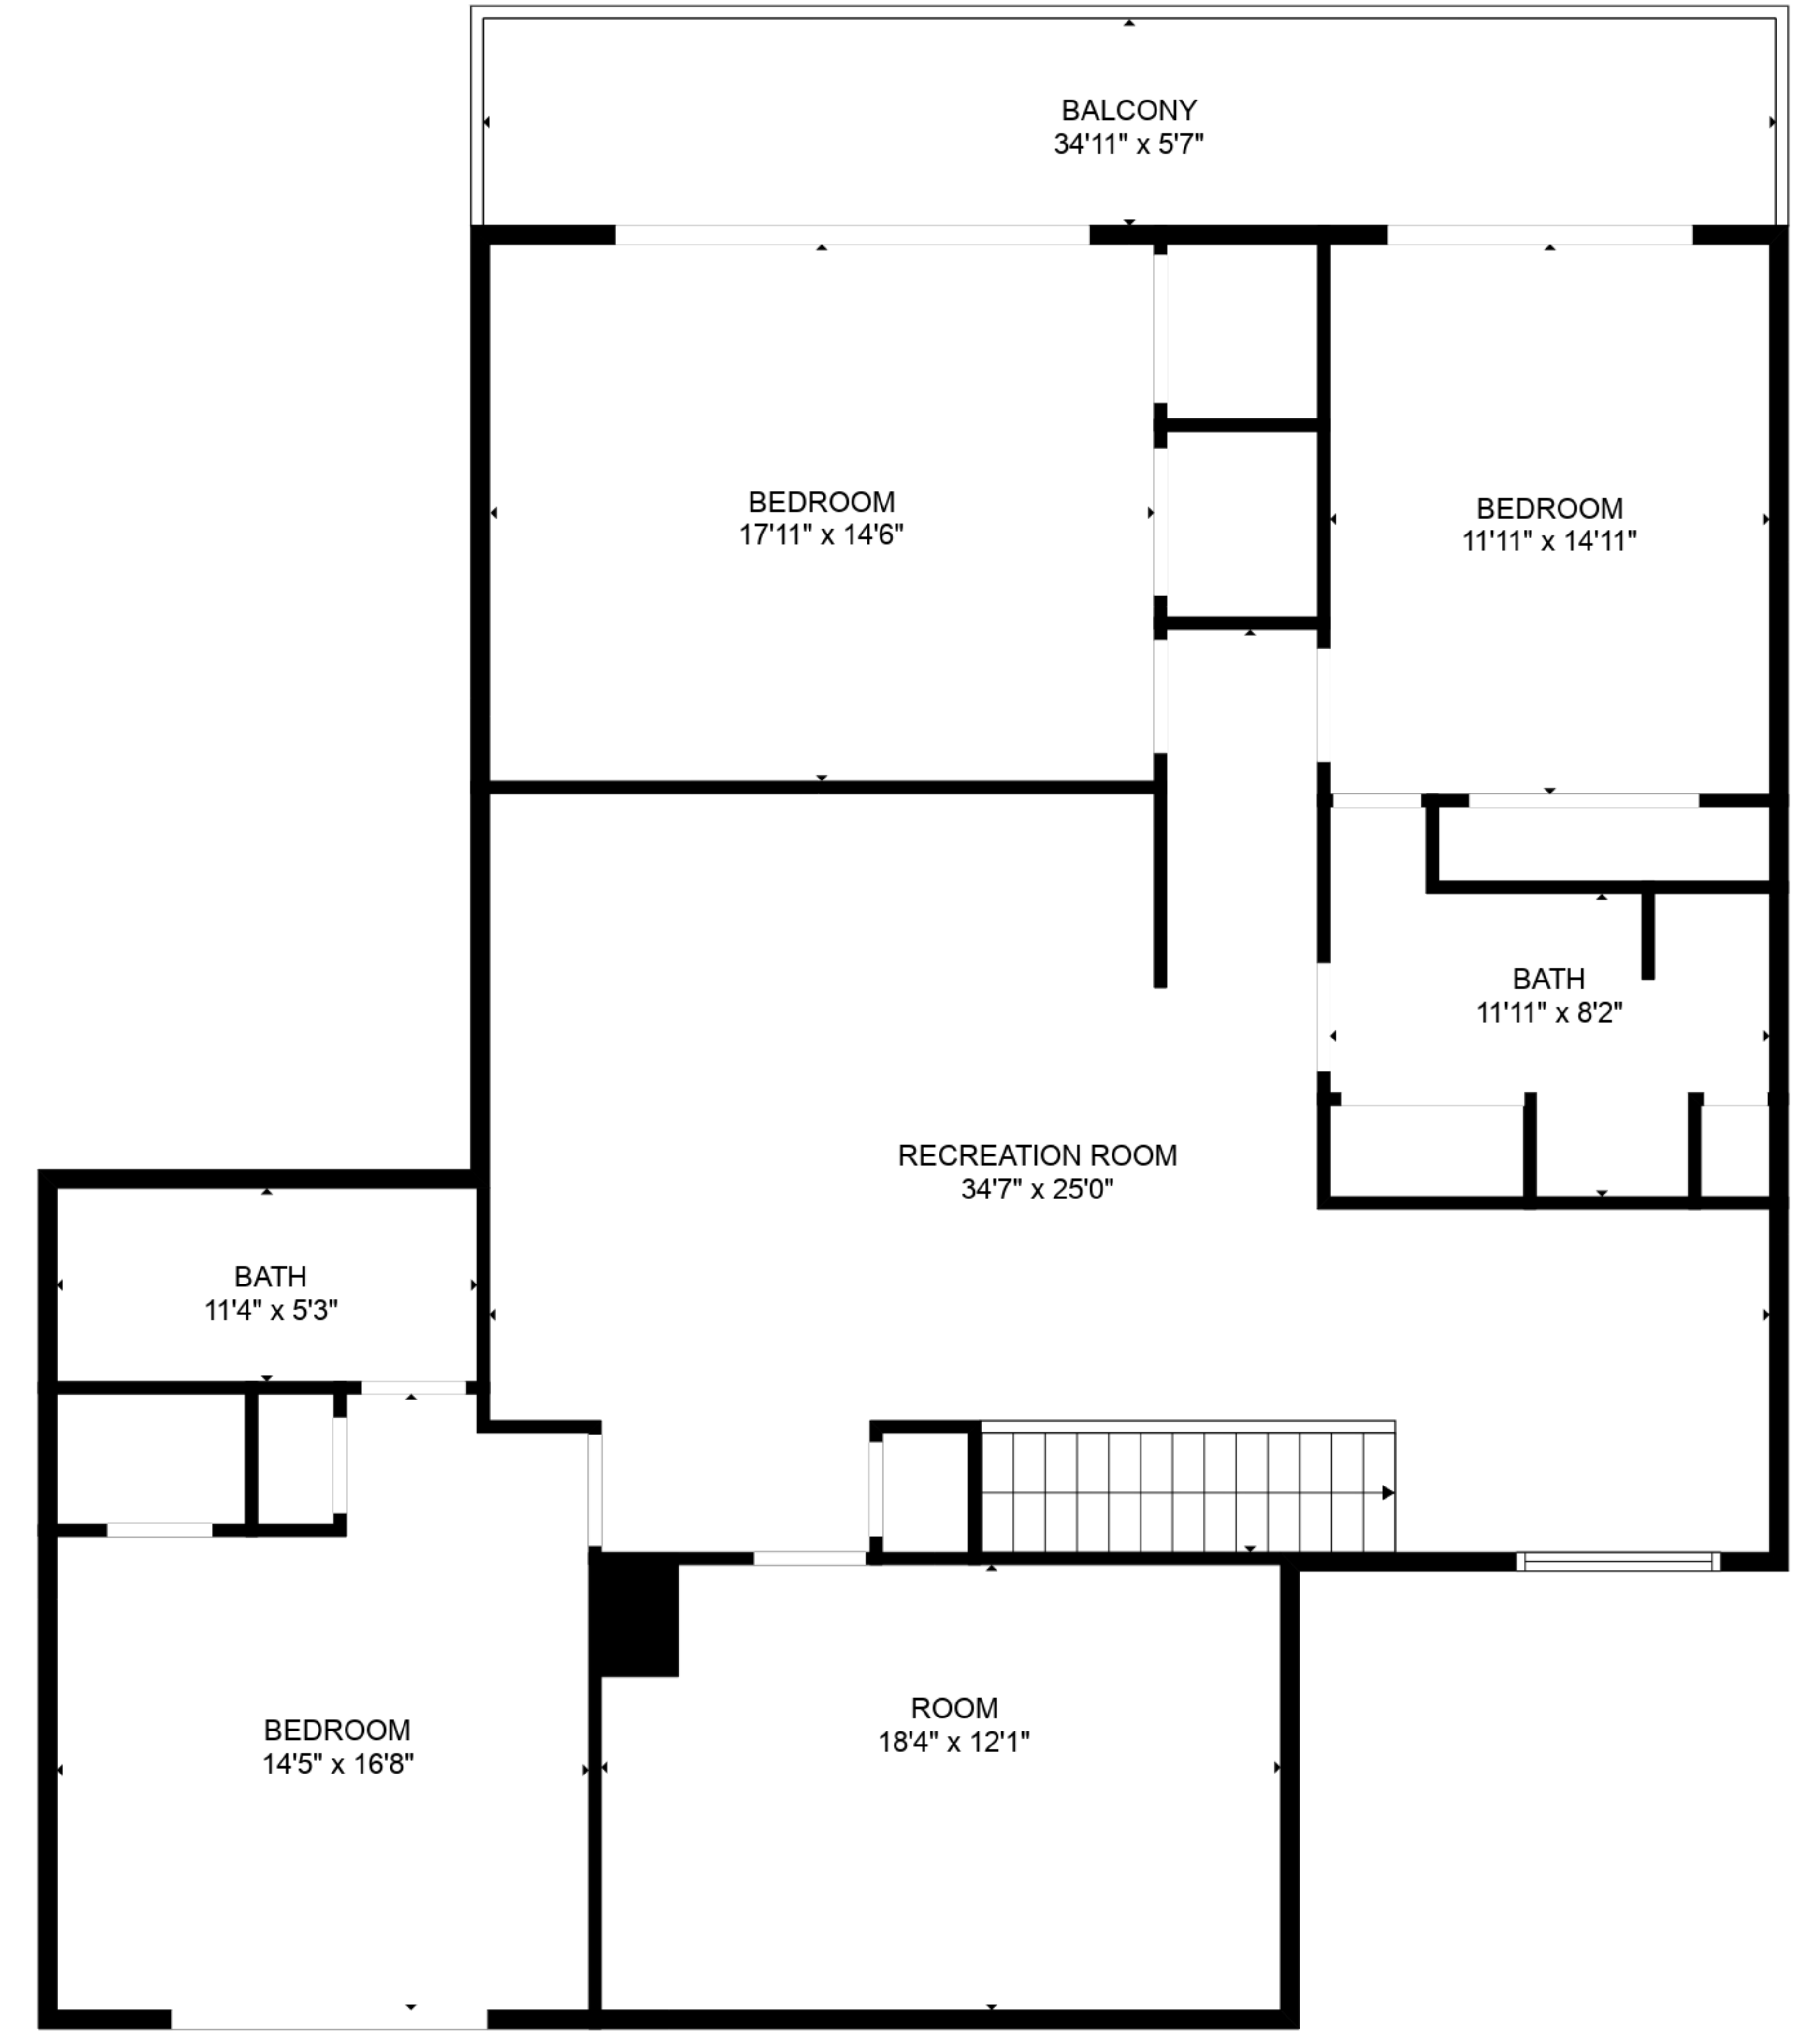 BALCONY
34'11" x 5'7"
BEDROOM
17'11" x 14'6"
BEDROOM
11'11" x 14'11"
BATH
11'11" x 8'2"
RECREATION ROOM
34'7" x 25'0"
BATH
11'4" x 5'3"
BEDROOM
14'5" x 16'8"
ROOM
18'4" x 12'1"